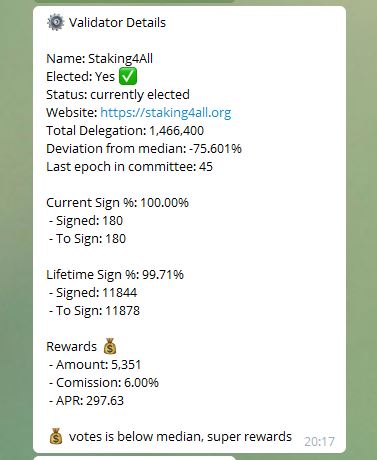 ⚙️ Validator Details
Name: Staking4All
Elected: Yes ✅
Status: currently elected
Website: https://staking4all.org
Total Delegation: 1,466,400
Deviation from median: -75.601%
Last epoch in committee: 45
Current Sign %: 100.00%
- Signed: 180
- To Sign: 180
Lifetime Sign %: 99.71%
- Signed: 11844
- To Sign: 11878
Rewards 💰
- Amount: 5,351
- Comission: 6.00%
- APR: 297.63
💰 votes is below median, super rewards
20:17